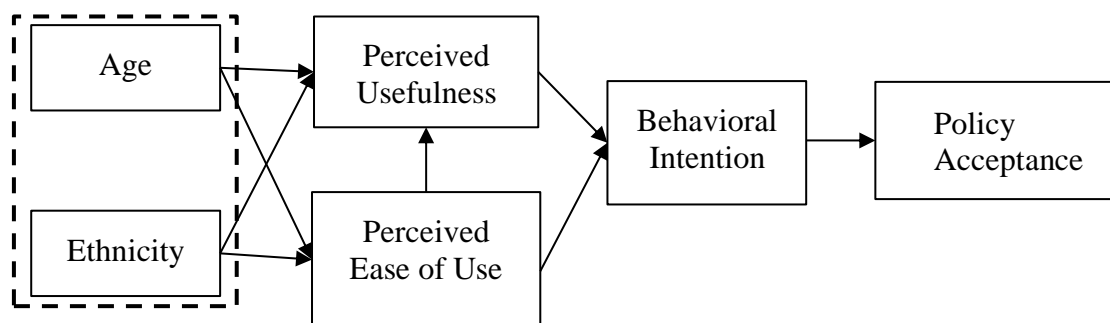 Age
Ethnicity
Perceived
Usefulness
Perceived
Ease of Use
Behavioral
Intention
Policy
Acceptance